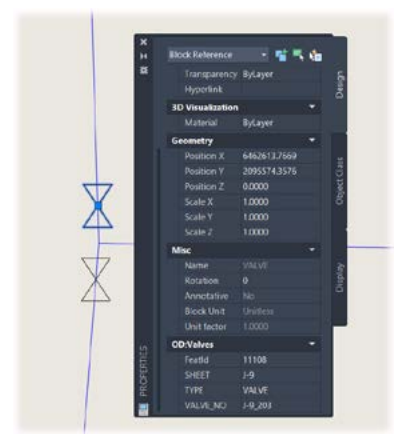 Block Reference
Transparency ByLayer
Hyperlink
3D Visualization
Material ByLayer
Geometry
Position X 6462613.7669
Position Y 2095574.3576
Position Z 0.0000
Scale X 1.0000
Scale Y 1.0000
Scale Z 1.0000
Misc
Name VALVE
Rotation 0
Annotative No
Block Unit Unitless
Unit factor 1.0000
OD:Valves
FeatId 11108
SHEET J-9
TYPE VALVE
VALVE_NO J-9_203
Design
Object Class
Display
PROPERTIES